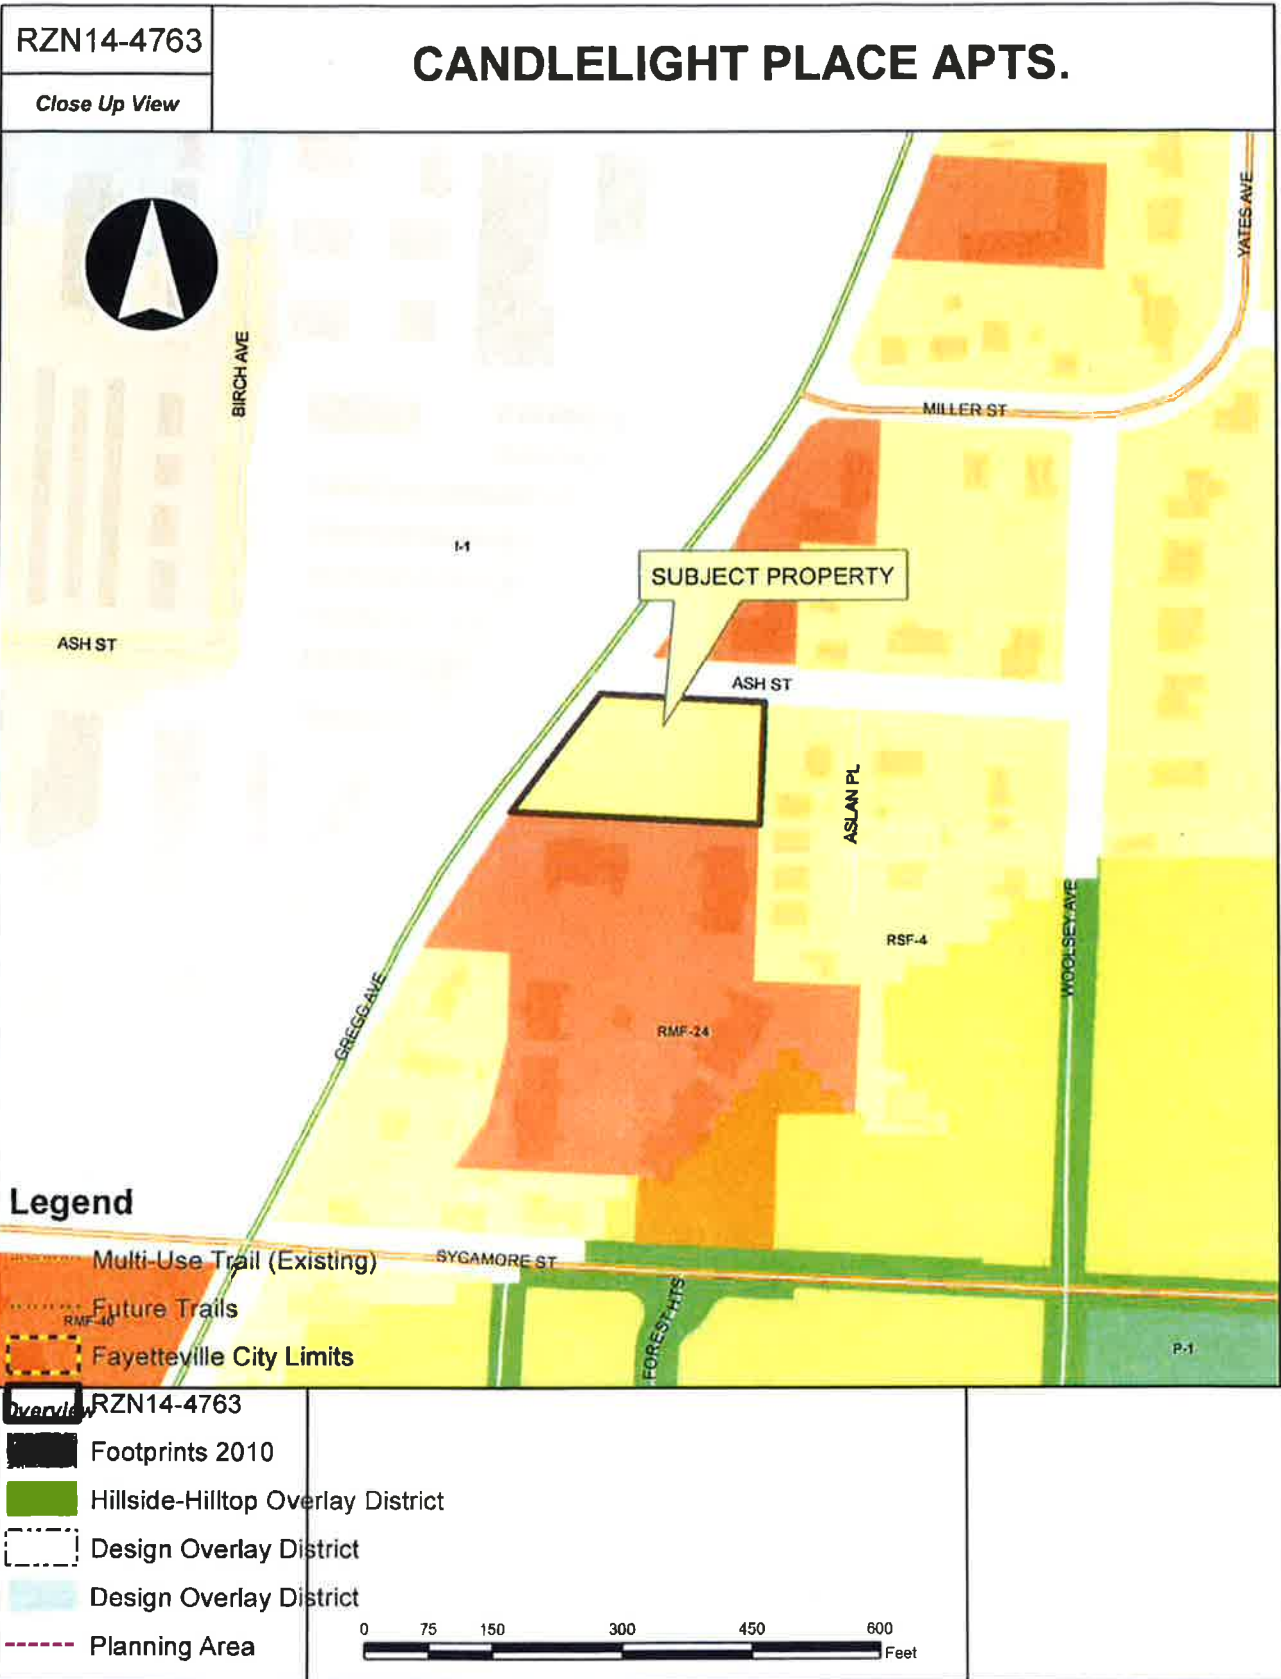 RZN14-4763
CANDLELIGHT PLACE APTS.
Close Up View
YATES AVE
BIRCH AVE
MILLER ST
I-1
SUBJECT PROPERTY
ASH ST
ASH ST
ASLAN PL
WOOLSEY AVE
RSF-4
GREGG AVE
RMF-24
Legend
SYCAMORE ST
Multi-Use Trail (Existing)
Future Trails
RMF-40
FOREST HTS
P-1
Fayetteville City Limits
Overview
RZN14-4763
Footprints 2010
Hillside-Hilltop Overlay District
Design Overlay District
Design Overlay District
Planning Area
0 75 150 300 450 600
Feet